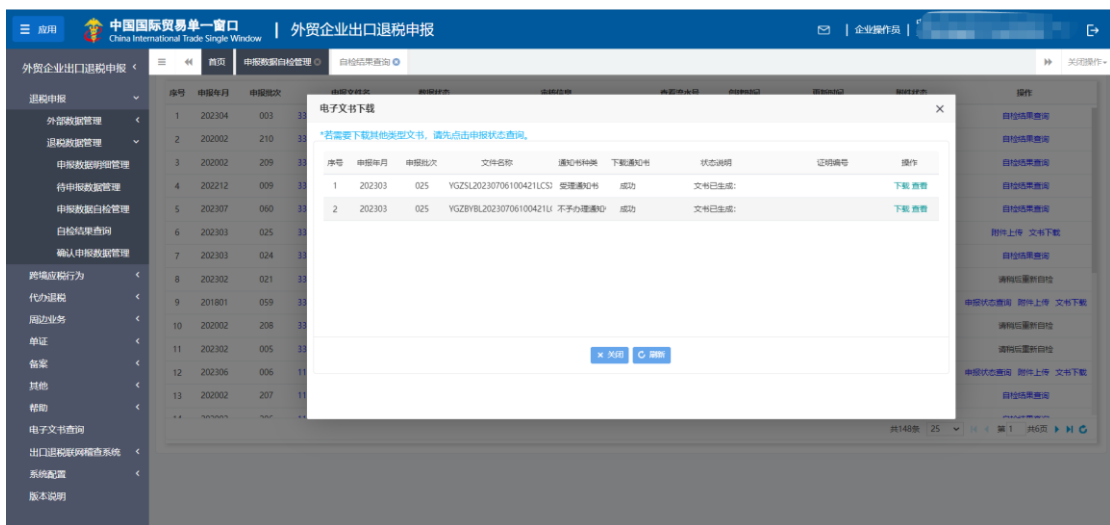 应用
中国国际贸易单一窗口
China International Trade Single Window
外贸企业出口退税申报
企业操作员
外贸企业出口退税申报
首页
申报数据自检管理
自检结果查询
关闭操作
退税申报
外部数据管理
退税数据管理
申报数据明细管理
待申报数据管理
申报数据自检管理
自检结果查询
确认申报数据管理
跨境应税行为
代办退税
周边业务
单证
备案
其他
帮助
电子文书查询
出口退税联网稽查系统
系统配置
版本说明
序号 申报年月 申报批次 操作
1 202304 003 33 自检结果查询
2 202002 210 33 自检结果查询
3 202002 209 33 自检结果查询
4 202212 009 33 自检结果查询
5 202307 060 33 自检结果查询
6 202303 025 33 附件上传 文书下载
7 202303 024 33 自检结果查询
8 202302 021 33 请稍后重新自检
9 201801 059 33 申报状态查询 附件上传 文书下载
10 202002 208 33 请稍后重新自检
11 202302 005 33 请稍后重新自检
12 202306 006 11 申报状态查询 附件上传 文书下载
13 202002 207 11 自检结果查询
共148条 25 第 1 共6页
电子文书下载
*若需要下载其他类型文书，请先点击申报状态查询。
序号 申报年月 申报批次 文件名称 通知书种类 下载通知书 状态说明 证明编号 操作
1 202303 025 YGZSL20230706100421LCS 受理通知书 成功 文书已生成： 下载 查看
2 202303 025 YGZBYBL20230706100421L 不予办理通知 成功 文书已生成： 下载 查看
关闭 刷新